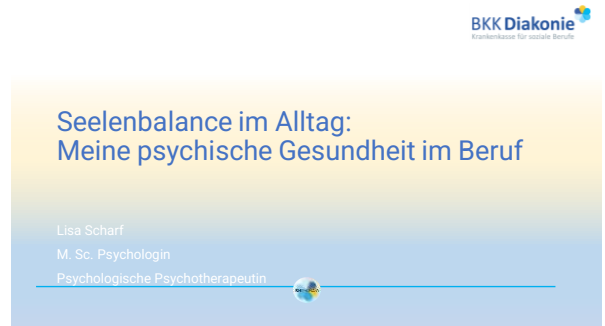 BKK Diakonie
Krankenkasse für soziale Berufe
Seelenbalance im Alltag:
Meine psychische Gesundheit im Beruf
Lisa Scharf
M. Sc. Psychologin
Psychologische Psychotherapeutin